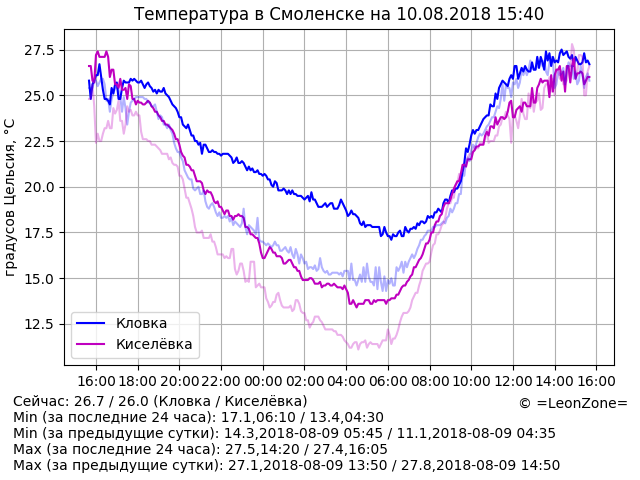 Температура в Смоленске на 10.08.2018 15:40
градусов Цельсия, °C
27.5
25.0
22.5
20.0
17.5
15.0
12.5
Кловка
Киселёвка
16:00 18:00 20:00 22:00 00:00 02:00 04:00 06:00 08:00 10:00 12:00 14:00 16:00
Сейчас: 26.7 / 26.0 (Кловка / Киселёвка)
© =LeonZone=
Min (за последние 24 часа): 17.1,06:10 / 13.4,04:30
Min (за предыдущие сутки): 14.3,2018-08-09 05:45 / 11.1,2018-08-09 04:35
Max (за последние 24 часа): 27.5,14:20 / 27.4,16:05
Max (за предыдущие сутки): 27.1,2018-08-09 13:50 / 27.8,2018-08-09 14:50